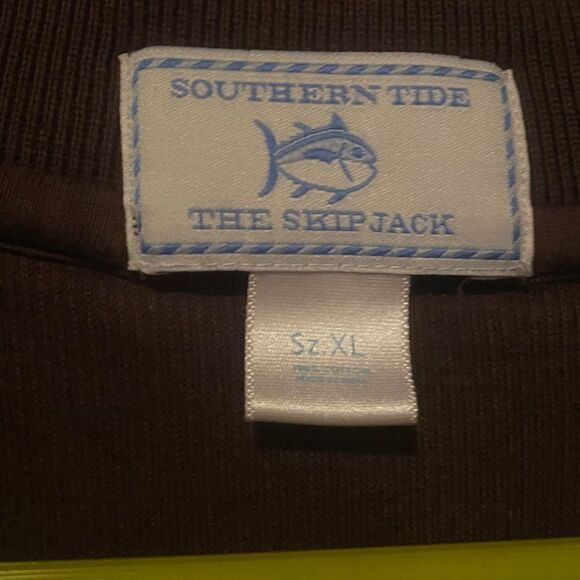 SOUTHERN TIDE
THE SKIPJACK
Sz. XL